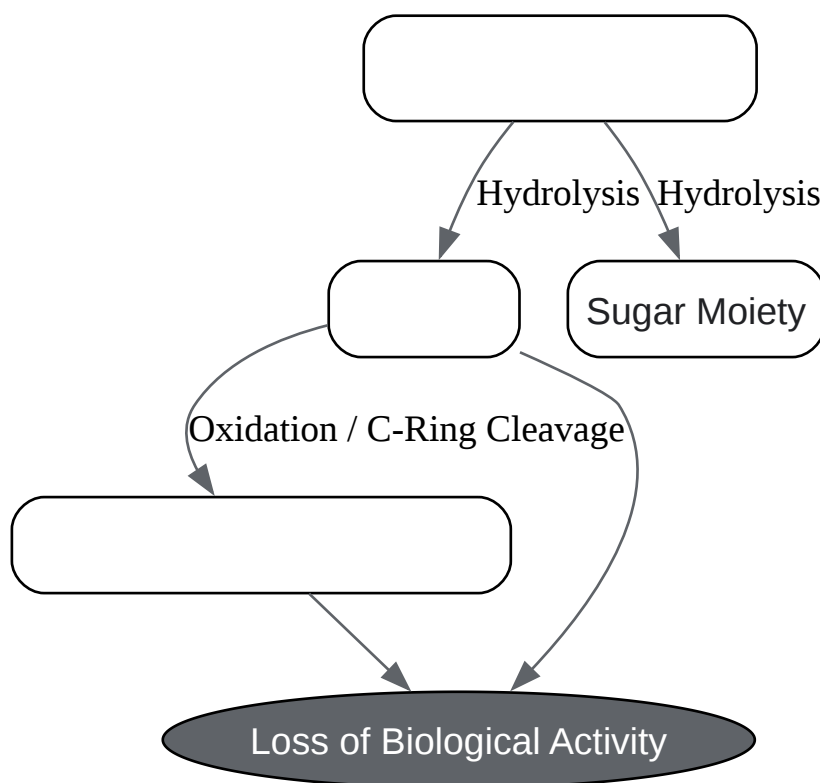 Hydrolysis Hydrolysis
Sugar Moiety
Oxidation / C-Ring Cleavage
Loss of Biological Activity